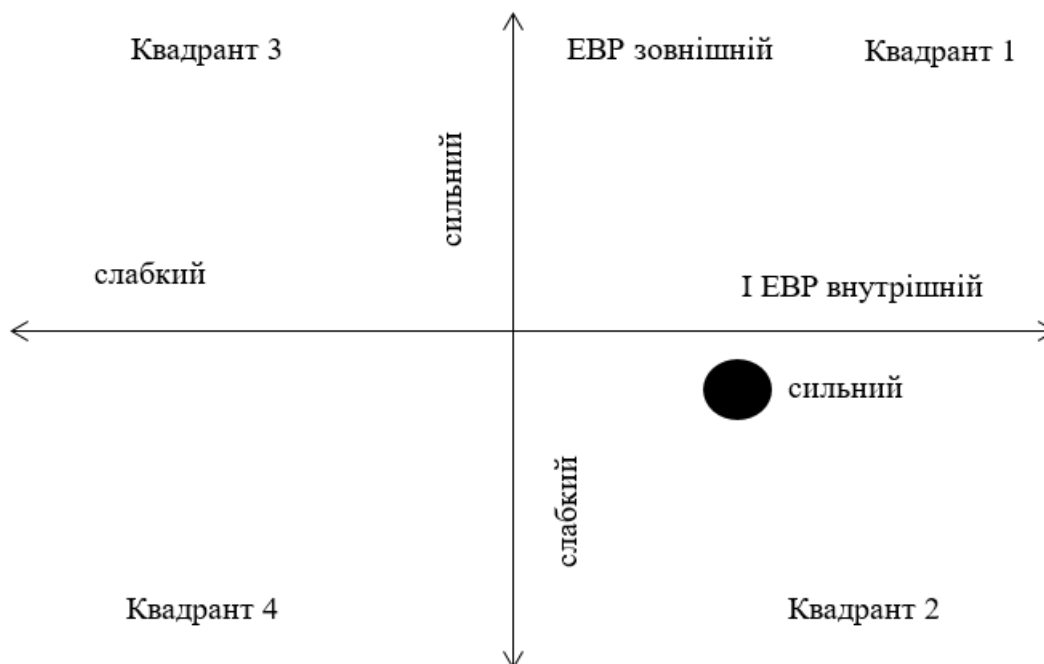 Квадрант 3
ЕВР зовнішній
Квадрант 1
сильний
слабкий
І ЕВР внутрішній
сильний
слабкий
Квадрант 4
Квадрант 2